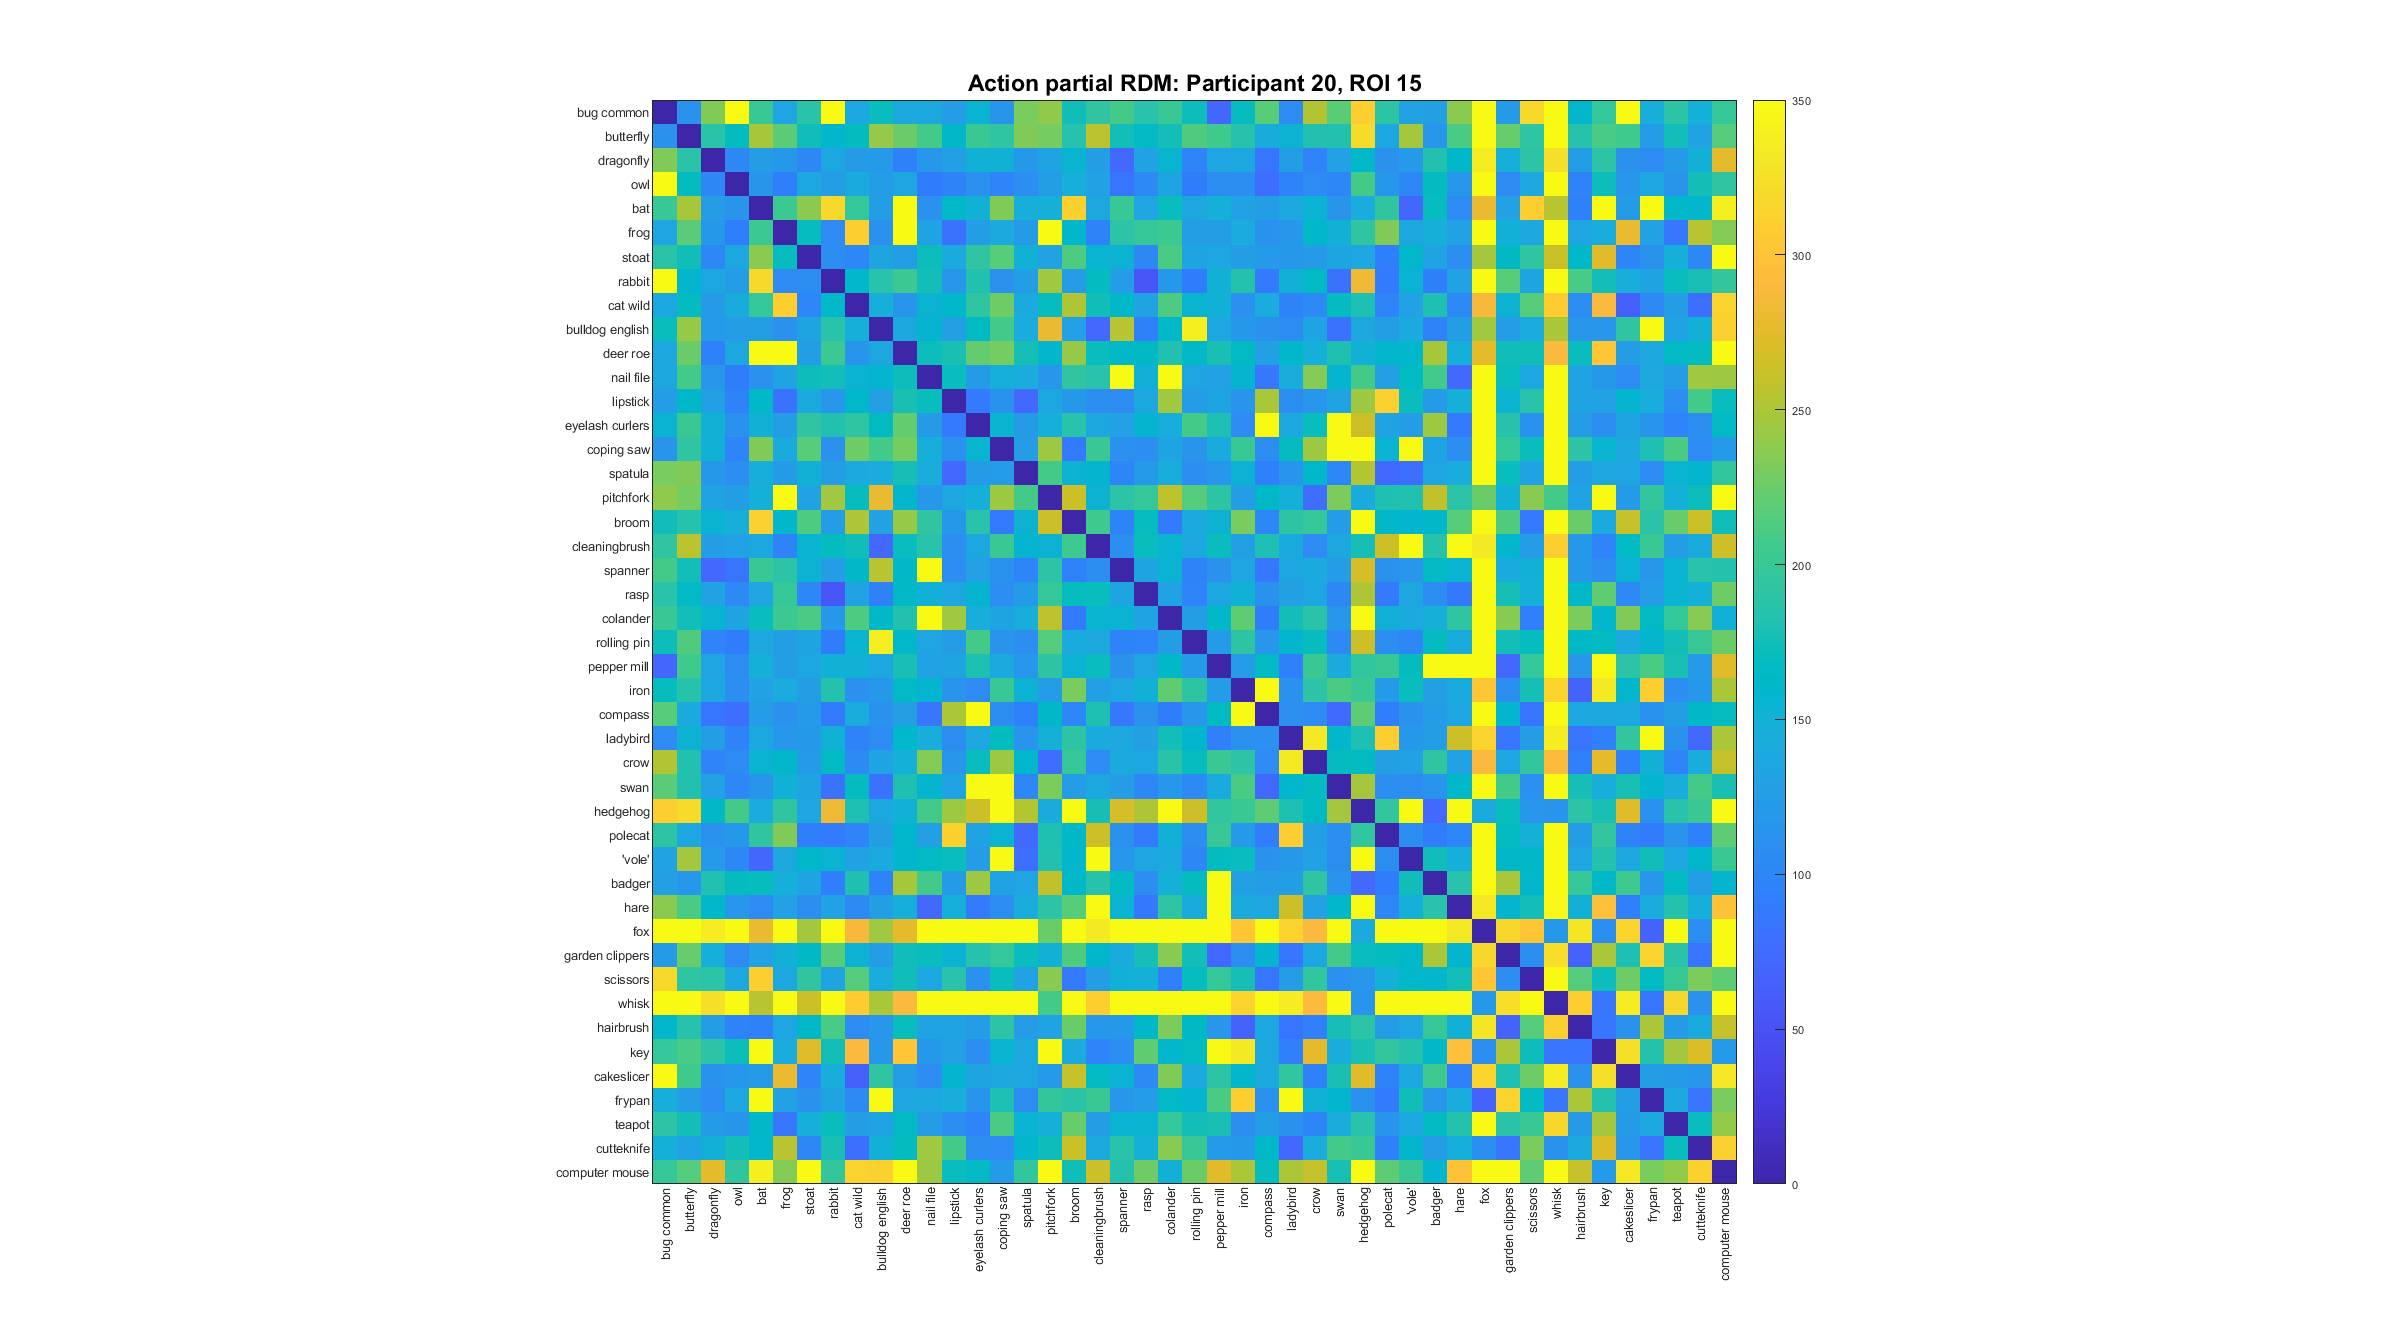 Action partial RDM: Participant 20, ROI 15
bug common
butterfly
dragonfly
owl
bat
frog
stoat
rabbit
cat wild
bulldog english
deer roe
nail file
lipstick
eyelash curlers
coping saw
spatula
pitchfork
broom
cleaningbrush
spanner
rasp
colander
rolling pin
pepper mill
iron
compass
ladybird
crow
swan
hedgehog
polecat
'vole'
badger
hare
fox
garden clippers
scissors
whisk
hairbrush
key
cakeslicer
frypan
teapot
cutteknife
computer mouse
350
300
250
200
150
100
50
0
bug common
butterfly
dragonfly
owl
bat
frog
stoat
rabbit
cat wild
bulldog english
deer roe
nail file
lipstick
eyelash curlers
coping saw
spatula
pitchfork
broom
cleaningbrush
spanner
rasp
colander
rolling pin
pepper mill
iron
compass
ladybird
crow
swan
hedgehog
polecat
'vole'
badger
hare
fox
garden clippers
scissors
whisk
hairbrush
key
cakeslicer
frypan
teapot
cutteknife
computer mouse